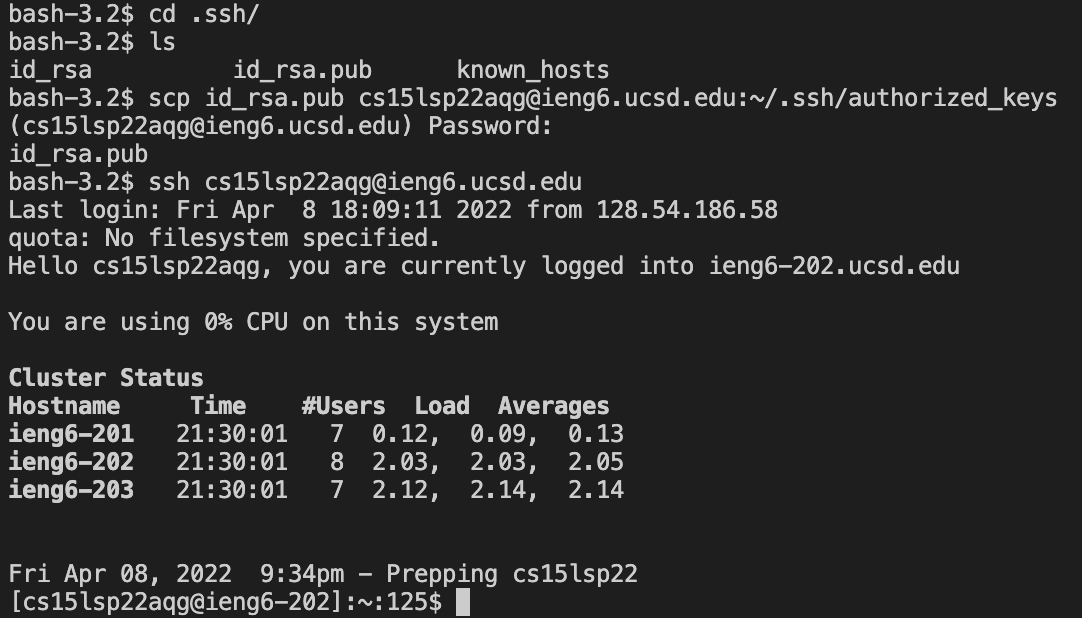 bash-3.2$ cd .ssh/
bash-3.2$ ls
id_rsa          id_rsa.pub      known_hosts
bash-3.2$ scp id_rsa.pub cs15lsp22aqg@ieng6.ucsd.edu:~/.ssh/authorized_keys
(cs15lsp22aqg@ieng6.ucsd.edu) Password:
id_rsa.pub
bash-3.2$ ssh cs15lsp22aqg@ieng6.ucsd.edu
Last login: Fri Apr  8 18:09:11 2022 from 128.54.186.58
quota: No filesystem specified.
Hello cs15lsp22aqg, you are currently logged into ieng6-202.ucsd.edu
You are using 0% CPU on this system
Cluster Status
Hostname     Time    #Users  Load  Averages
ieng6-201   21:30:01   7  0.12,  0.09,  0.13
ieng6-202   21:30:01   8  2.03,  2.03,  2.05
ieng6-203   21:30:01   7  2.12,  2.14,  2.14
Fri Apr 08, 2022  9:34pm - Prepping cs15lsp22
[cs15lsp22aqg@ieng6-202]:~:125$